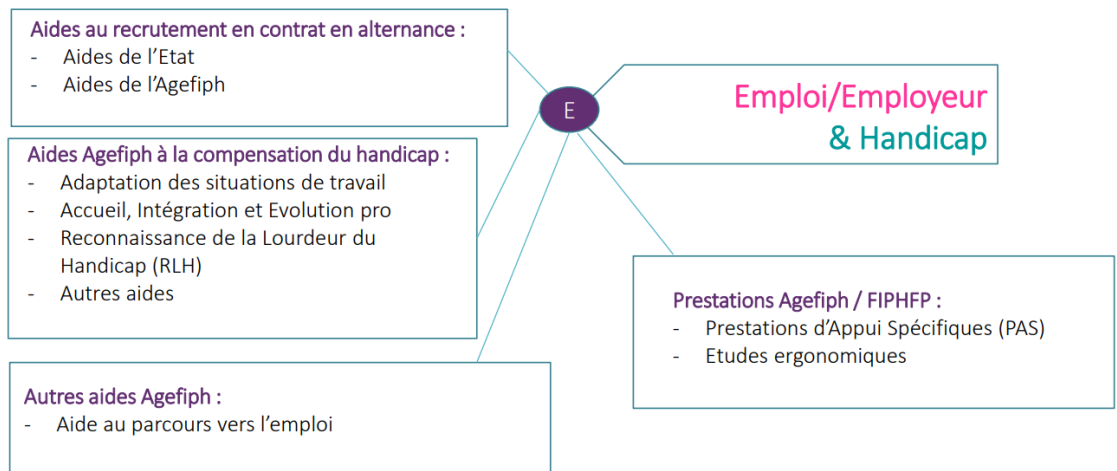 Aides au recrutement en contrat en alternance :
- Aides de l’Etat
- Aides de l’Agefiph
E
Emploi/Employeur
& Handicap
Aides Agefiph à la compensation du handicap :
- Adaptation des situations de travail
- Accueil, Intégration et Evolution pro
- Reconnaissance de la Lourdeur du
Handicap (RLH)
- Autres aides
Prestations Agefiph / FIPHFP :
- Prestations d’Appui Spécifiques (PAS)
- Etudes ergonomiques
Autres aides Agefiph :
- Aide au parcours vers l’emploi